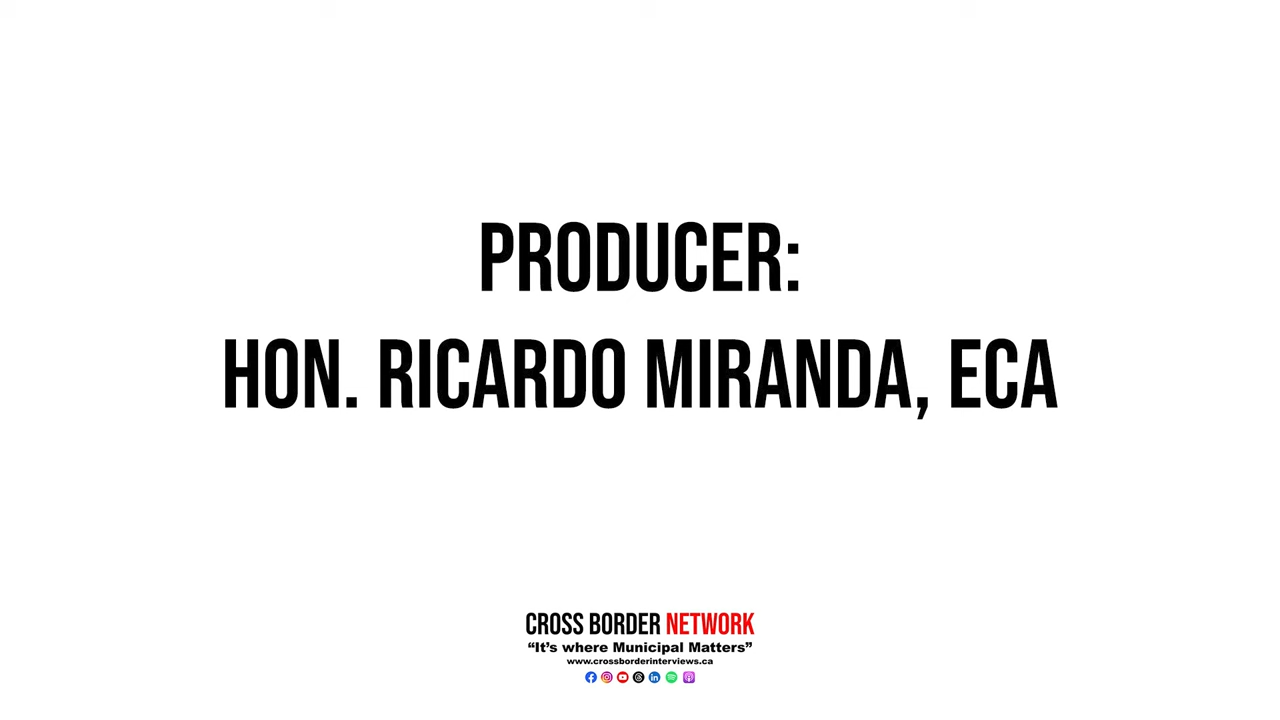 PRODUCER:
HON. RICARDO MIRANDA, ECA
CROSS BORDER NETWORK
“It’s where Municipal Matters”
www.crossborderinterviews.ca